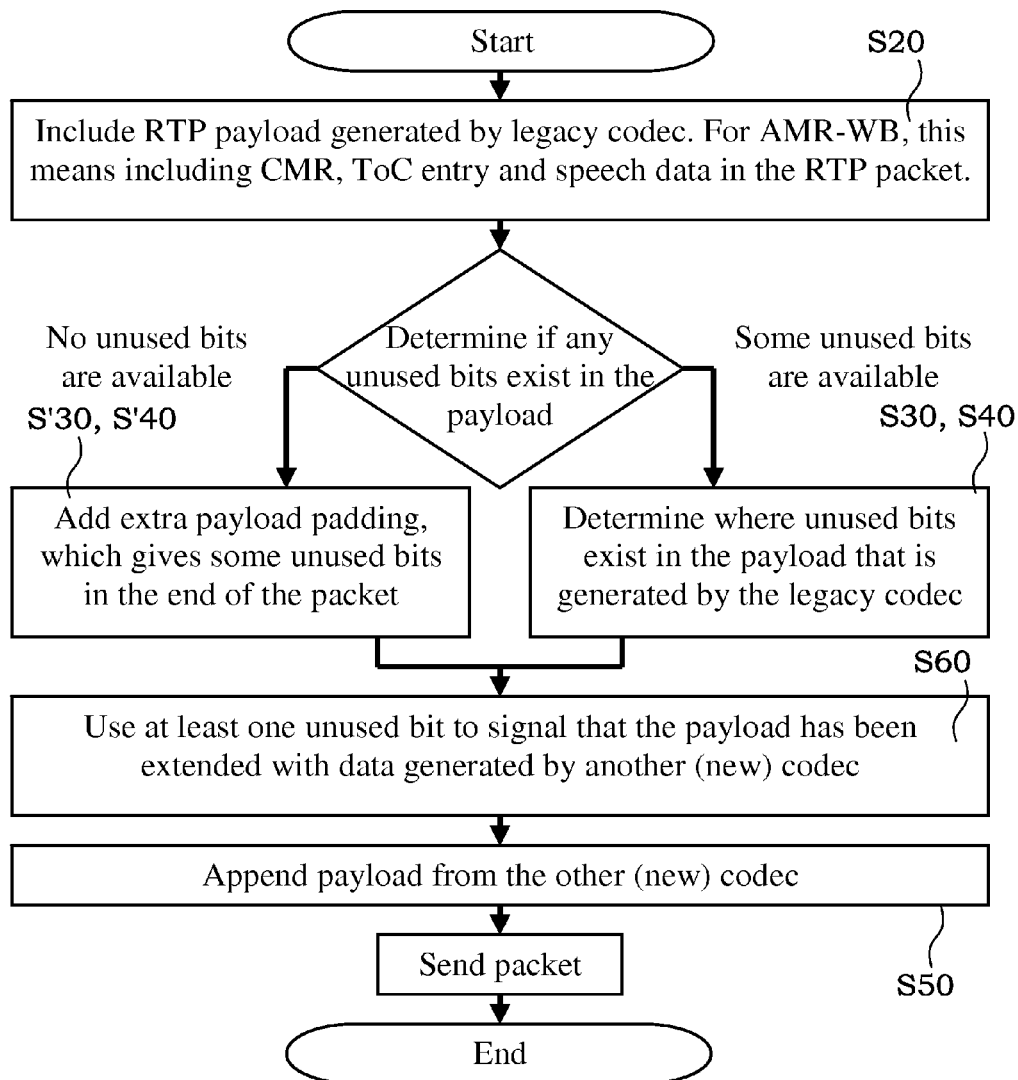 Start
S20
Include RTP payload generated by legacy codec. For AMR-WB, this
means including CMR, ToC entry and speech data in the RTP packet.
No unused bits
are available
Determine if any
unused bits exist in the
payload
Some unused bits
are available
S'30, S'40
S30, S40
Add extra payload padding,
which gives some unused bits
in the end of the packet
Determine where unused bits
exist in the payload that is
generated by the legacy codec
S60
Use at least one unused bit to signal that the payload has been
extended with data generated by another (new) codec
Append payload from the other (new) codec
Send packet
S50
End